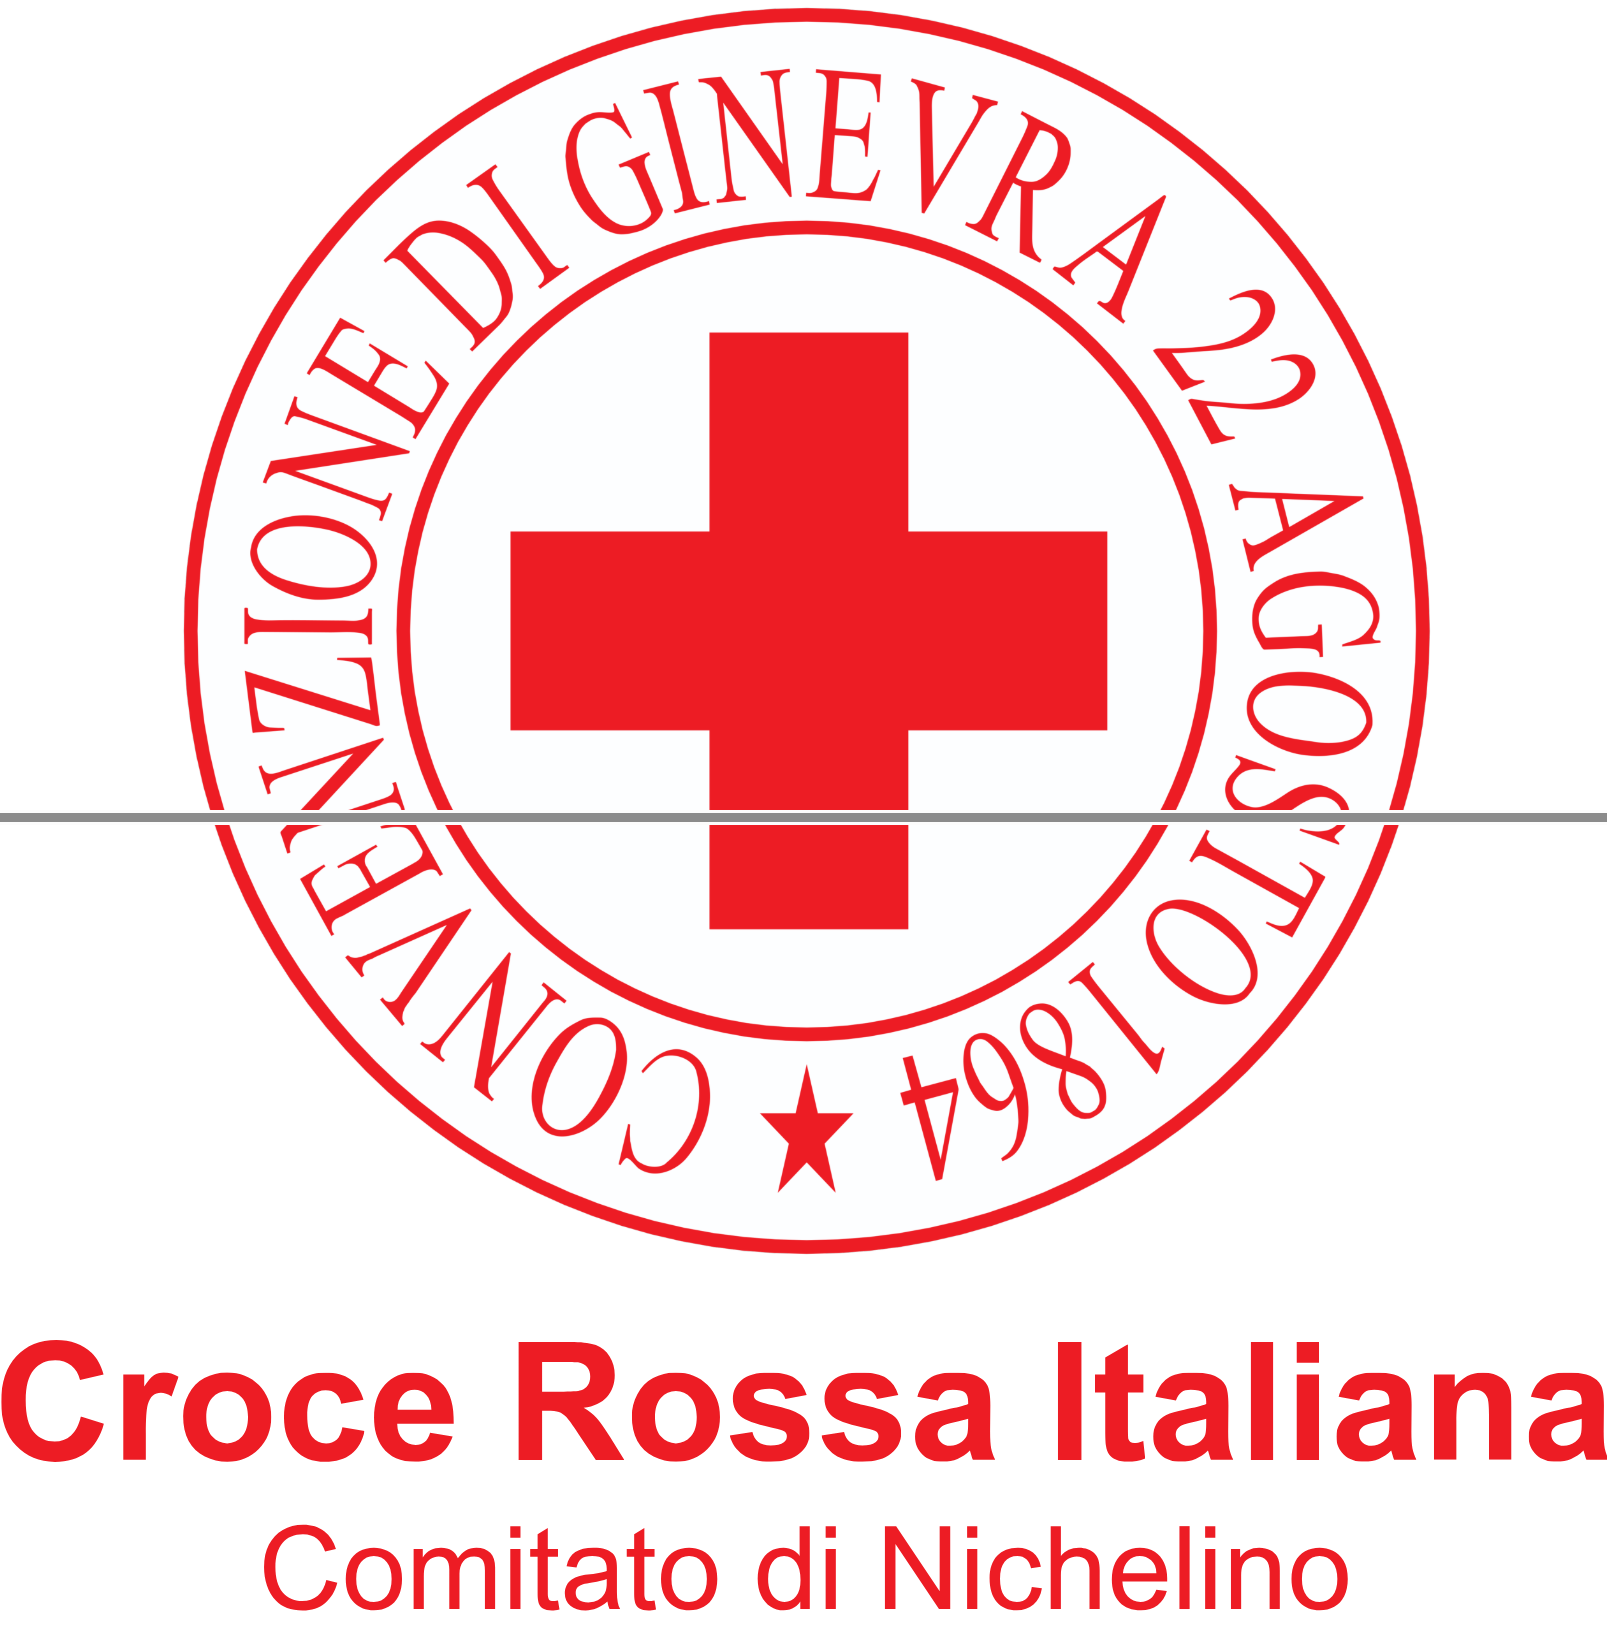 CONVENZIONE DI GINEVRA 22 AGOSTO 1864
Croce Rossa Italiana
Comitato di Nichelino